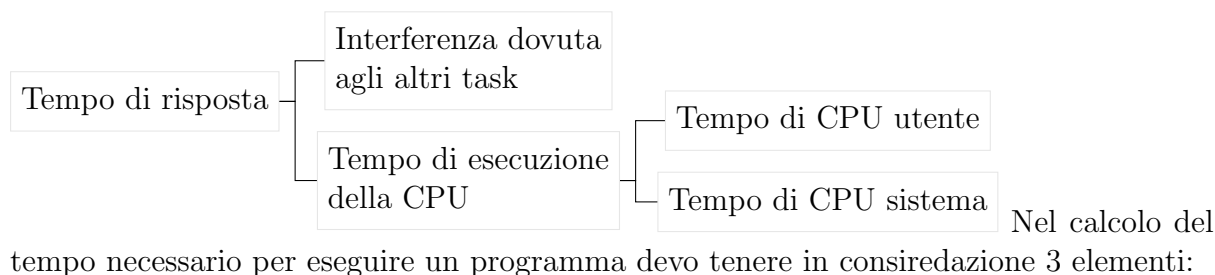 Interferenza dovuta
agli altri task
Tempo di risposta
Tempo di CPU utente
Tempo di esecuzione
della CPU
Tempo di CPU sistema
Nel calcolo del
tempo necessario per eseguire un programma devo tenere in consiredazione 3 elementi: